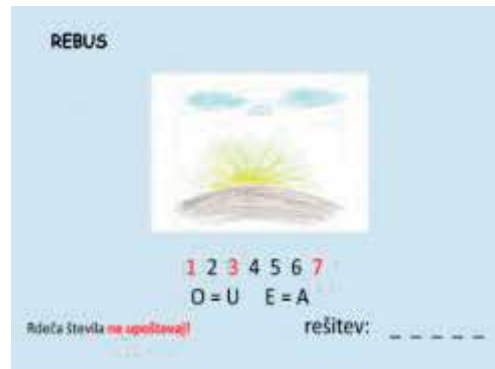 REBUS
1 2 3 4 5 6 7
O = U E = A
Rdeča števila ne upoštevaj!
rešitev: _ _ _ _ _